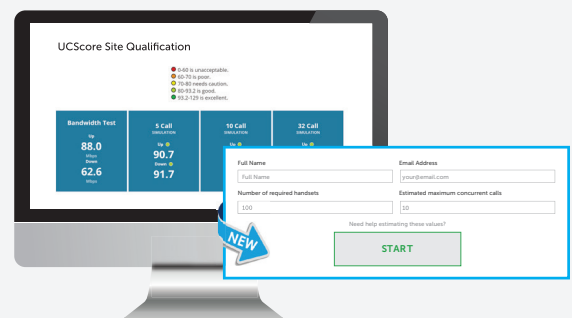 UCScore Site Qualification
0-60 is unacceptable.
60-70 is poor.
70-80 needs caution.
80-93.2 is good.
93.2-125 is excellent.
Bandwidth Test
Up
88.0
Mbps
Down
62.6
Mbps
5 Call
SIMULATION
Up
90.7
Down
91.7
10 Call
SIMULATION
Up
32 Call
SIMULATION
Up
Full Name
Email Address
Full Name
your@email.com
Number of required handsets
Estimated maximum concurrent calls
100
10
Need help estimating these values?
START
NEW